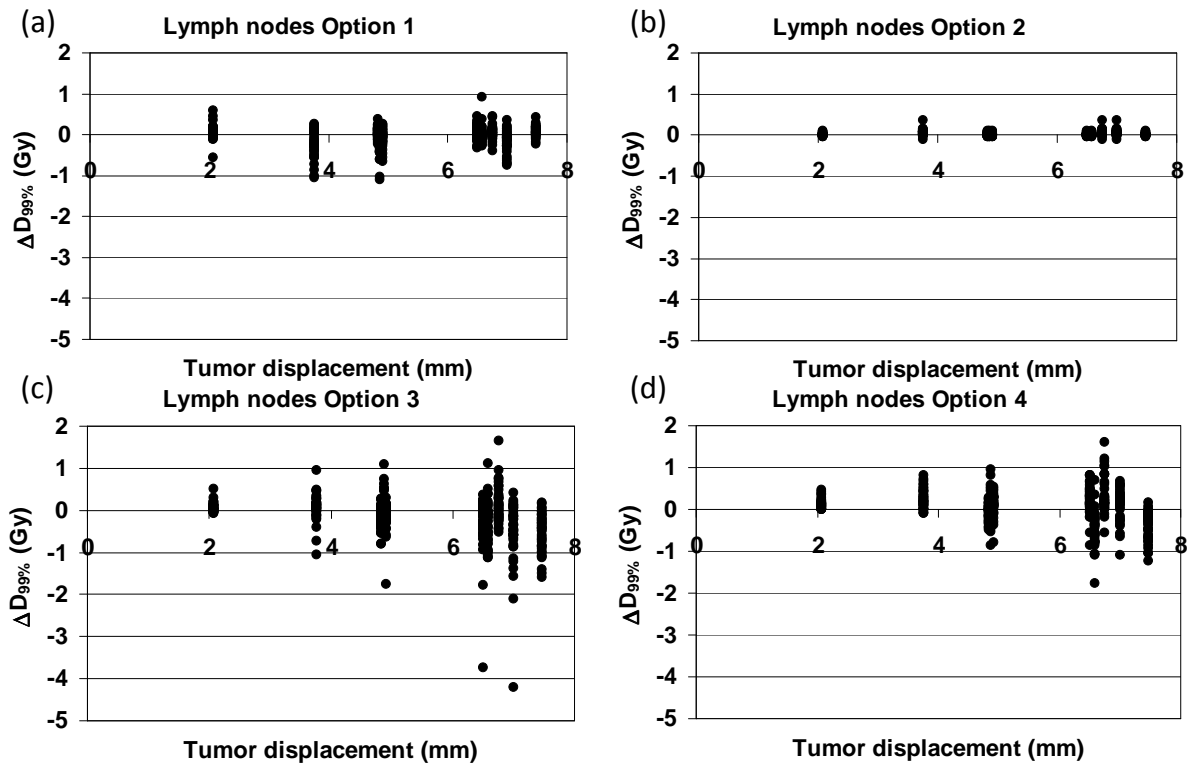 (a)
Lymph nodes Option 1
2
1
0
-1
-2
-3
-4
-5
0 2 4 6 8
ΔD99% (Gy)
Tumor displacement (mm)
(b)
Lymph nodes Option 2
2
1
0
-1
-2
-3
-4
-5
0 2 4 6 8
ΔD99% (Gy)
Tumor displacement (mm)
(c)
Lymph nodes Option 3
2
1
0
-1
-2
-3
-4
-5
0 2 4 6 8
ΔD99% (Gy)
Tumor displacement (mm)
(d)
Lymph nodes Option 4
2
1
0
-1
-2
-3
-4
-5
0 2 4 6 8
ΔD99% (Gy)
Tumor displacement (mm)